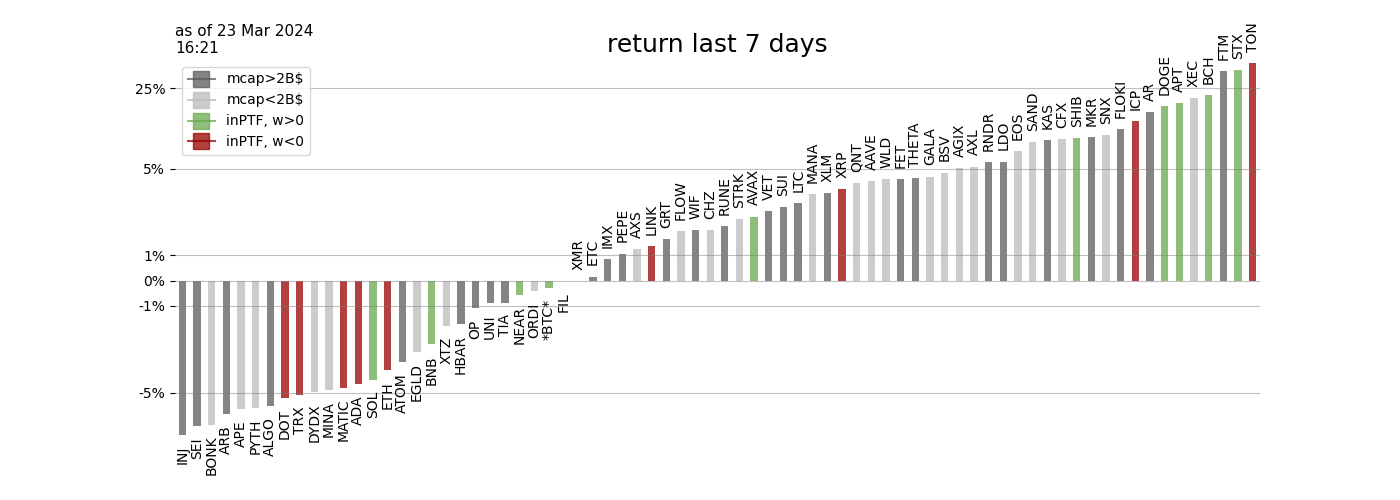 as of 23 Mar 2024
16:21
return last 7 days
mcap>2B$
mcap<2B$
inPTF, w>0
inPTF, w<0
25%
5%
1%
0%
-1%
-5%
INJ
SEI
BONK
ARB
APE
PYTH
ALGO
DOT
TRX
DYDX
MINA
MATIC
ADA
SOL
ETH
ATOM
EGLD
BNB
XTZ
HBAR
OP
UNI
TIA
NEAR
ORDI
*BTC*
FIL
XMR
ETC
IMX
PEPE
AXS
LINK
GRT
FLOW
WIF
CHZ
RUNE
STRK
AVAX
VET
SUI
LTC
MANA
XLM
XRP
QNT
AAVE
WLD
FET
THETA
GALA
BSV
AGIX
AXL
RNDR
LDO
EOS
SAND
KAS
CFX
SHIB
MKR
SNX
FLOKI
ICP
AR
DOGE
APT
XEC
BCH
FTM
STX
TON